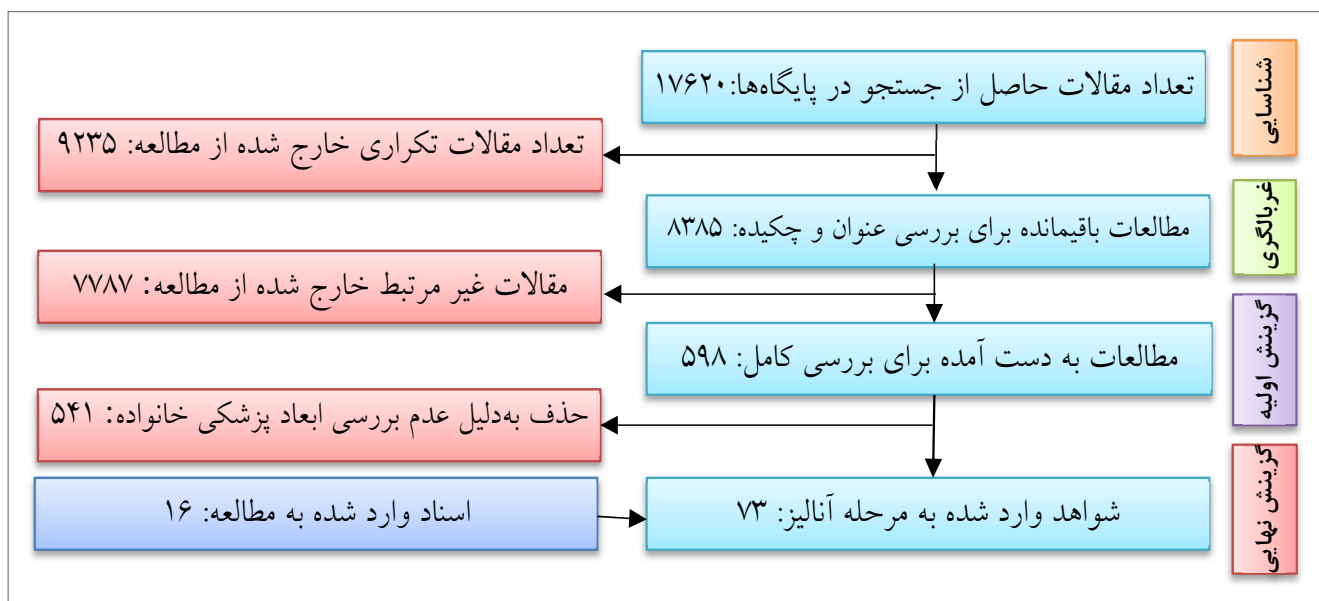 شناسایی
تعداد مقالات حاصل از جستجو در پایگاه‌ها: ۱۷۶۲۰
تعداد مقالات تکراری خارج شده از مطالعه: ۹۲۳۵
غربالگری
مطالعات باقیمانده برای بررسی عنوان و چکیده: ۸۳۸۵
مقالات غیر مرتبط خارج شده از مطالعه: ۷۷۸۷
گزینش اولیه
مطالعات به دست آمده برای بررسی کامل: ۵۹۸
حذف به‌دلیل عدم بررسی ابعاد پزشکی خانواده: ۵۴۱
گزینش نهایی
شواهد وارد شده به مرحله آنالیز: ۷۳
اسناد وارد شده به مطالعه: ۱۶